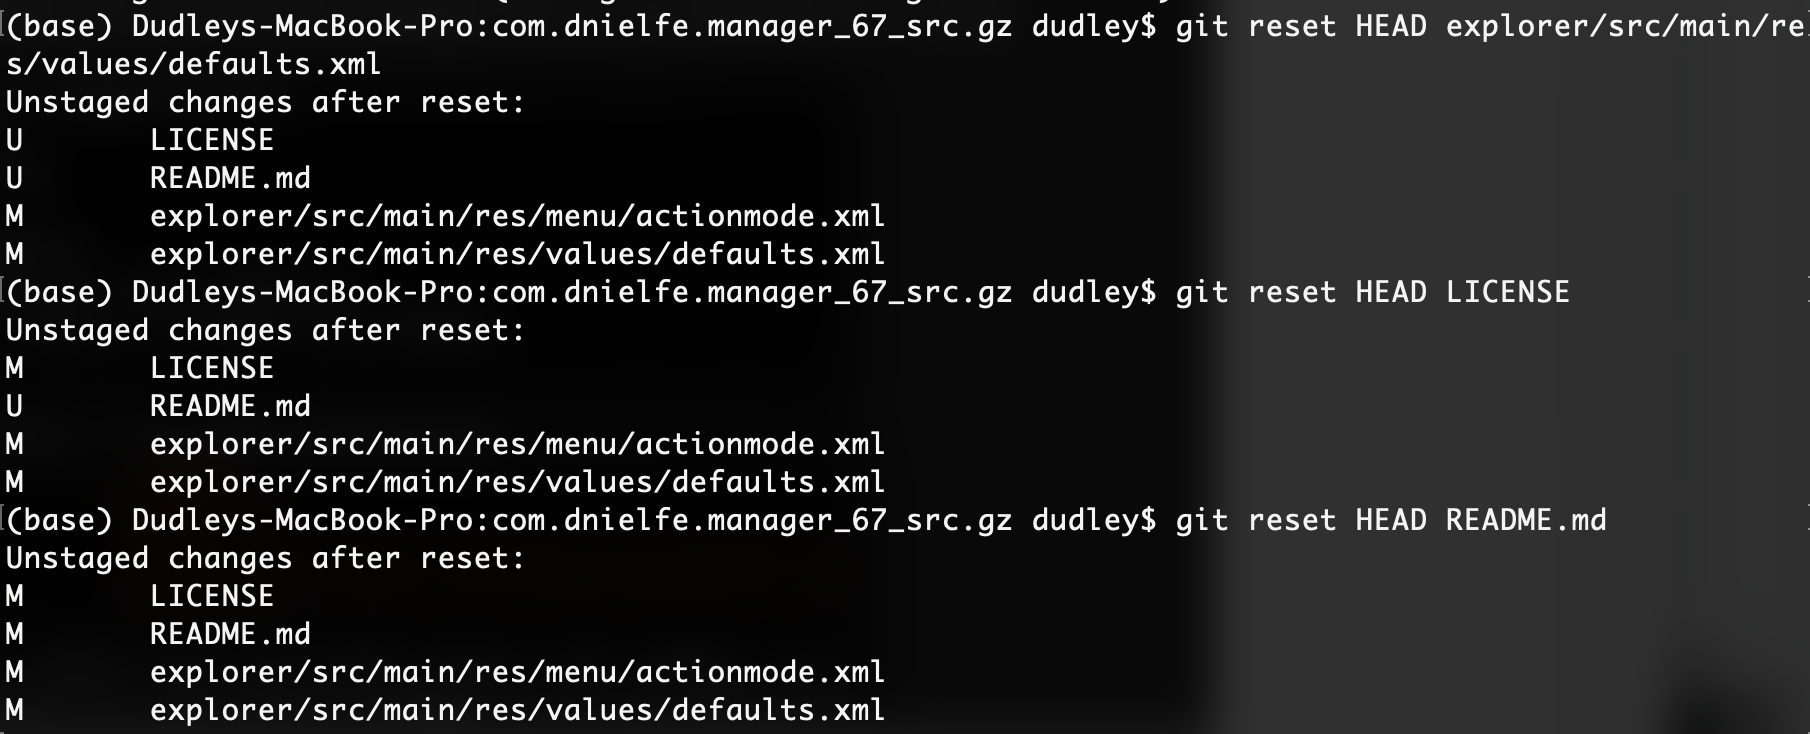 (base) Dudleys-MacBook-Pro:com.dnielfe.manager_67_src.gz dudley$ git reset HEAD explorer/src/main/re
s/values/defaults.xml
Unstaged changes after reset:
U       LICENSE
U       README.md
M       explorer/src/main/res/menu/actionmode.xml
M       explorer/src/main/res/values/defaults.xml
(base) Dudleys-MacBook-Pro:com.dnielfe.manager_67_src.gz dudley$ git reset HEAD LICENSE
Unstaged changes after reset:
M       LICENSE
U       README.md
M       explorer/src/main/res/menu/actionmode.xml
M       explorer/src/main/res/values/defaults.xml
(base) Dudleys-MacBook-Pro:com.dnielfe.manager_67_src.gz dudley$ git reset HEAD README.md
Unstaged changes after reset:
M       LICENSE
M       README.md
M       explorer/src/main/res/menu/actionmode.xml
M       explorer/src/main/res/values/defaults.xml